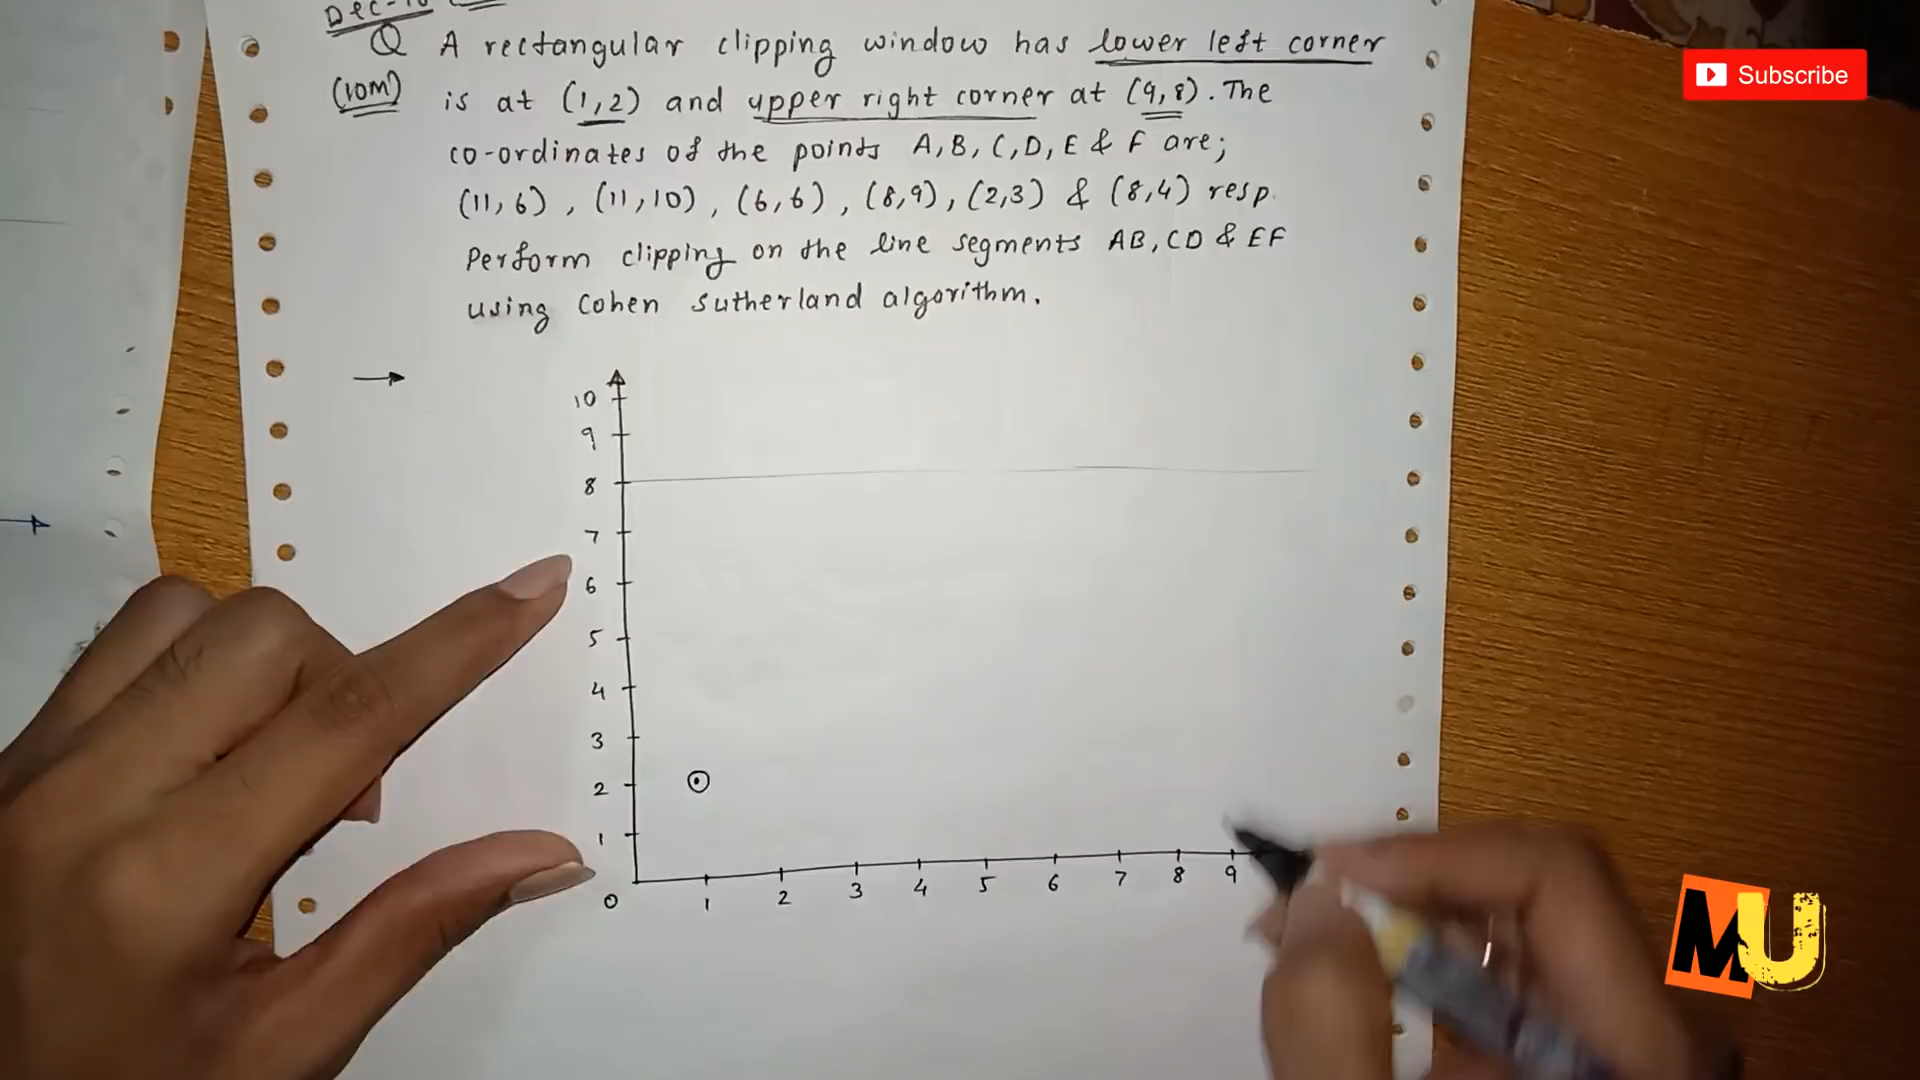 Dec-18
Q A rectangular clipping window has lower left corner
(10M) is at (1,2) and upper right corner at (9,8). The
co-ordinates of the points A, B, C, D, E & F are;
(11,6), (11,10), (6,6), (8,9), (2,3) & (8,4) resp.
Perform clipping on the line segments AB, CD & EF
using Cohen Sutherland algorithm.
10
9
8
7
6
5
4
3
2
1
0 1 2 3 4 5 6 7 8 9
Subscribe
MU